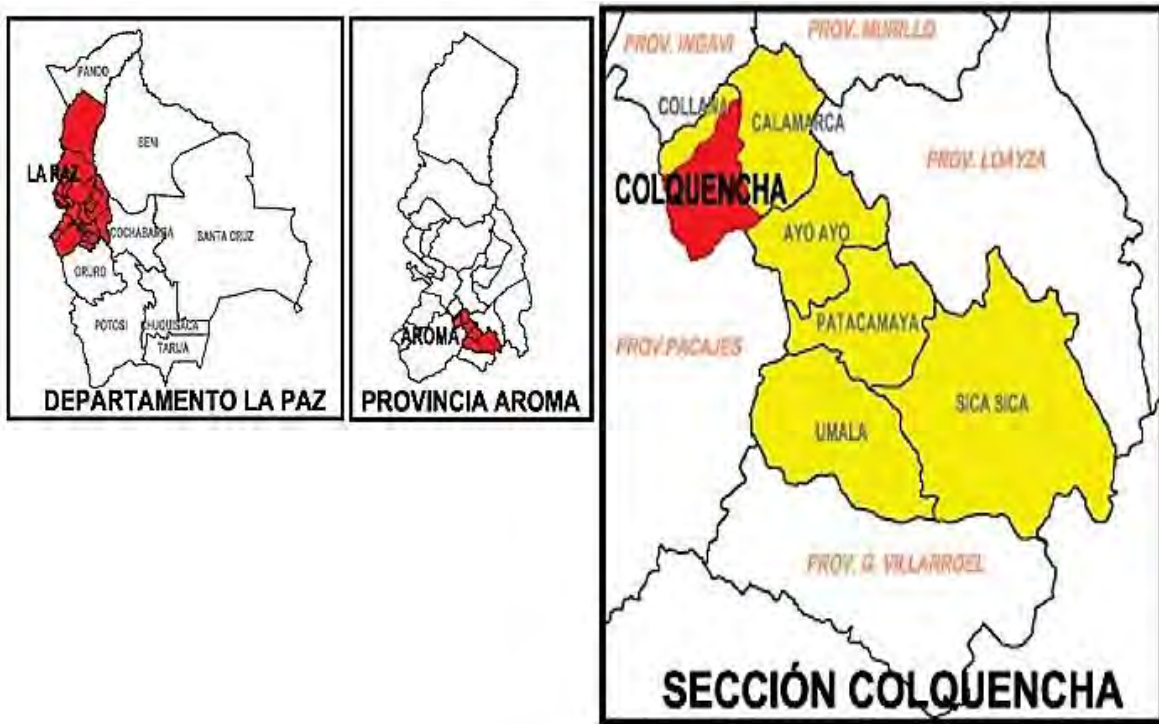 PANDO
BENI
LA PAZ
COCHABAMBA
SANTA CRUZ
ORURO
POTOSI
CHUQUISACA
TARIJA
DEPARTAMENTO LA PAZ
AROMA
PROVINCIA AROMA
PROV. INGAVI
PROV. MURILLO
COLLANA
CALAMARCA
PROV. LOAYZA
COLQUENCHA
AYO AYO
PATACAMAYA
PROV.PACAJES
SICA SICA
UMALA
PROV. G. VILLARROEL
SECCIÓN COLQUENCHA